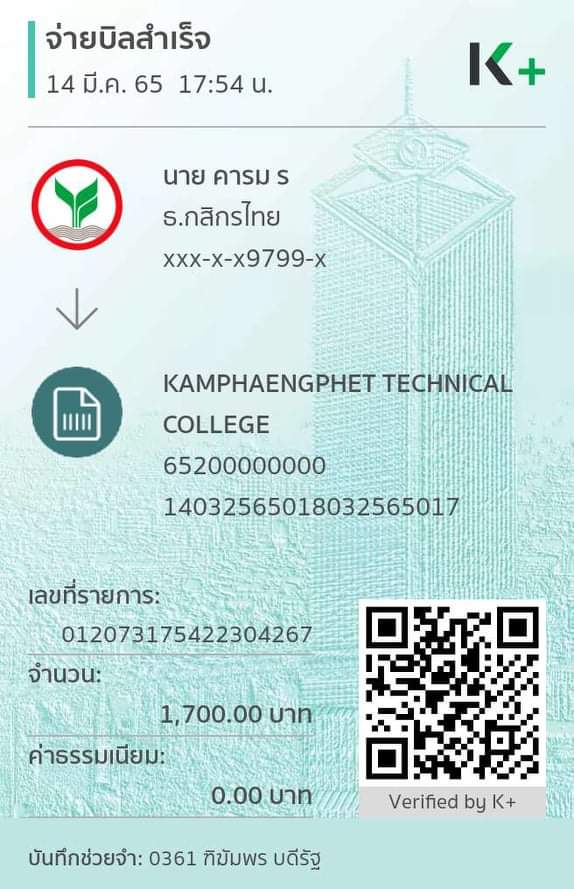 จ่ายบิลสำเร็จ
14 มี.ค. 65 17:54 น.
K+
นาย คารม ร
ธ.กสิกรไทย
xxx-x-x9799-x
KAMPHAENGPHET TECHNICAL
COLLEGE
65200000000
14032565018032565017
เลขที่รายการ:
012073175422304267
จำนวน:
1,700.00 บาท
ค่าธรรมเนียม:
0.00 บาท
Verified by K+
บันทึกช่วยจำ: 0361 ฑิฆัมพร บดีรัฐ